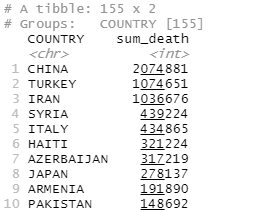 # A tibble: 155 x 2
# Groups: COUNTRY [155]
COUNTRY sum_death
<chr> <int>
1 CHINA 2074881
2 TURKEY 1074651
3 IRAN 1036676
4 SYRIA 439224
5 ITALY 434865
6 HAITI 321224
7 AZERBAIJAN 317219
8 JAPAN 278137
9 ARMENIA 191890
10 PAKISTAN 148692